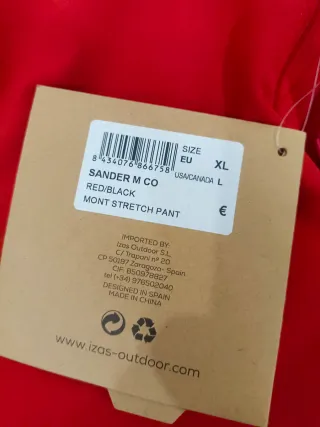 SIZE
EU XL
USA/CANADA L
8 434076 866758
SANDER M CO
RED/BLACK
MONT STRETCH PANT
€
IMPORTED BY:
Izas Outdoor S.L.
C/ Trapani nº 20
CP 50197 Zaragoza- Spain
CIF: B50978827
tel (+34) 976502040
DESIGNED IN SPAIN
MADE IN CHINA
www.izas-outdoor.com